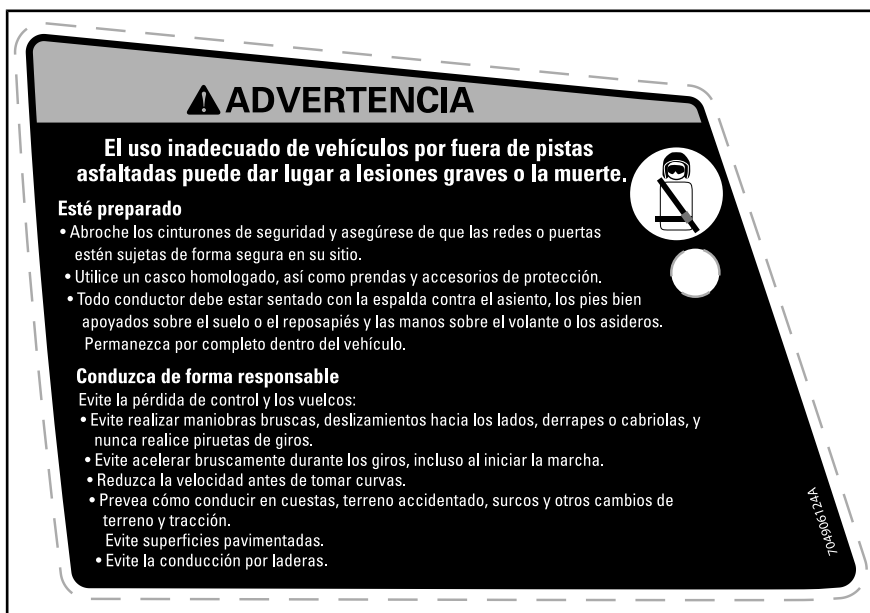 ADVERTENCIA
El uso inadecuado de vehículos por fuera de pistas
asfaltadas puede dar lugar a lesiones graves o la muerte.
Esté preparado
• Abroche los cinturones de seguridad y asegúrese de que las redes o puertas
estén sujetas de forma segura en su sitio.
• Utilice un casco homologado, así como prendas y accesorios de protección.
• Todo conductor debe estar sentado con la espalda contra el asiento, los pies bien
apoyados sobre el suelo o el reposapiés y las manos sobre el volante o los asideros.
Permanezca por completo dentro del vehículo.
Conduzca de forma responsable
Evite la pérdida de control y los vuelcos:
• Evite realizar maniobras bruscas, deslizamientos hacia los lados, derrapes o cabriolas, y
nunca realice piruetas de giros.
• Evite acelerar bruscamente durante los giros, incluso al iniciar la marcha.
• Reduzca la velocidad antes de tomar curvas.
• Prevea cómo conducir en cuestas, terreno accidentado, surcos y otros cambios de
terreno y tracción.
Evite superficies pavimentadas.
• Evite la conducción por laderas.
704906124A